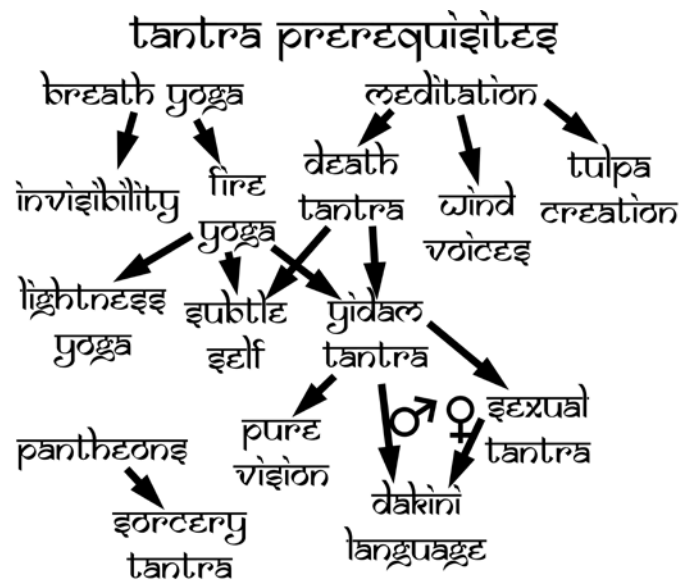 tantra prerequisites
breath yoga
meditation
invisibility
fire
yoga
death
tantra
wind
voices
tulpa
creation
lightness
yoga
subtle
self
yidam
tantra
pure
vision
♂ ♀
sexual
tantra
pantheons
sorcery
tantra
dakini
language